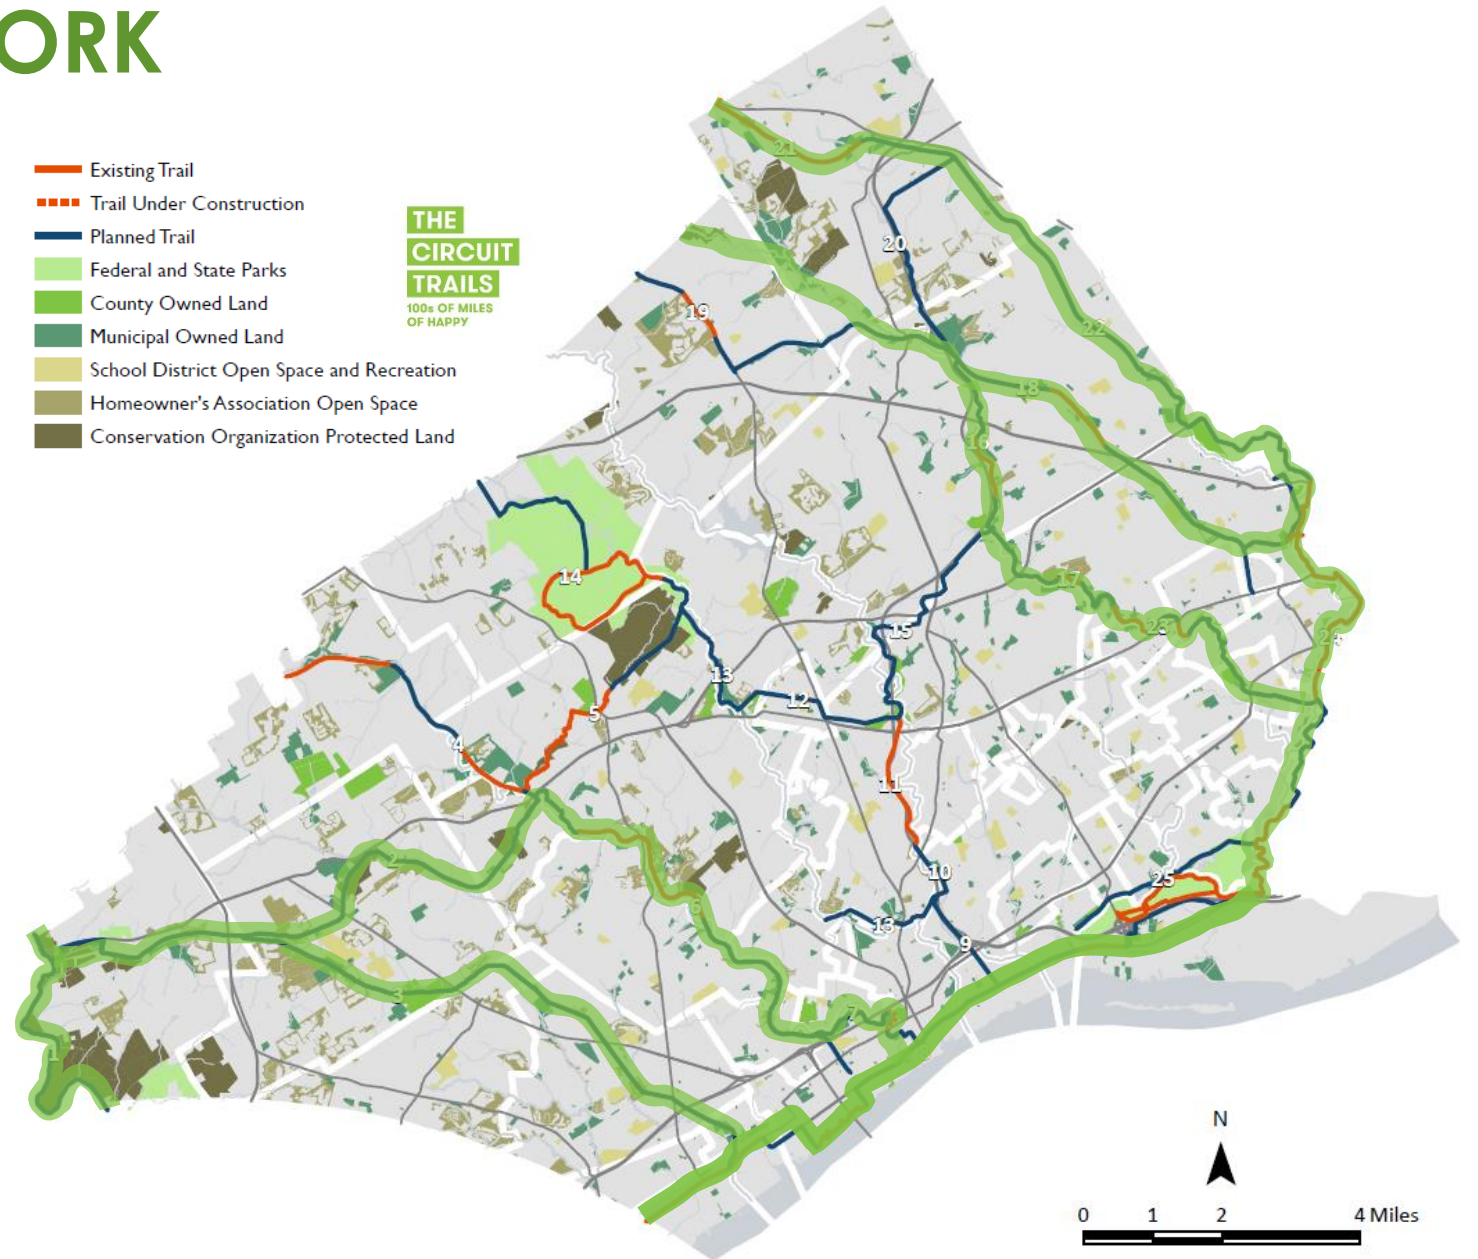 ORK
Existing Trail
Trail Under Construction
Planned Trail
Federal and State Parks
County Owned Land
Municipal Owned Land
School District Open Space and Recreation
Homeowner's Association Open Space
Conservation Organization Protected Land
THE
CIRCUIT
TRAILS
100s OF MILES
OF HAPPY
21
20
22
19
18
16
14
17
15
23
24
13
12
5
4
11
2
25
10
6
13
9
3
7
1
N
0 1 2 4 Miles